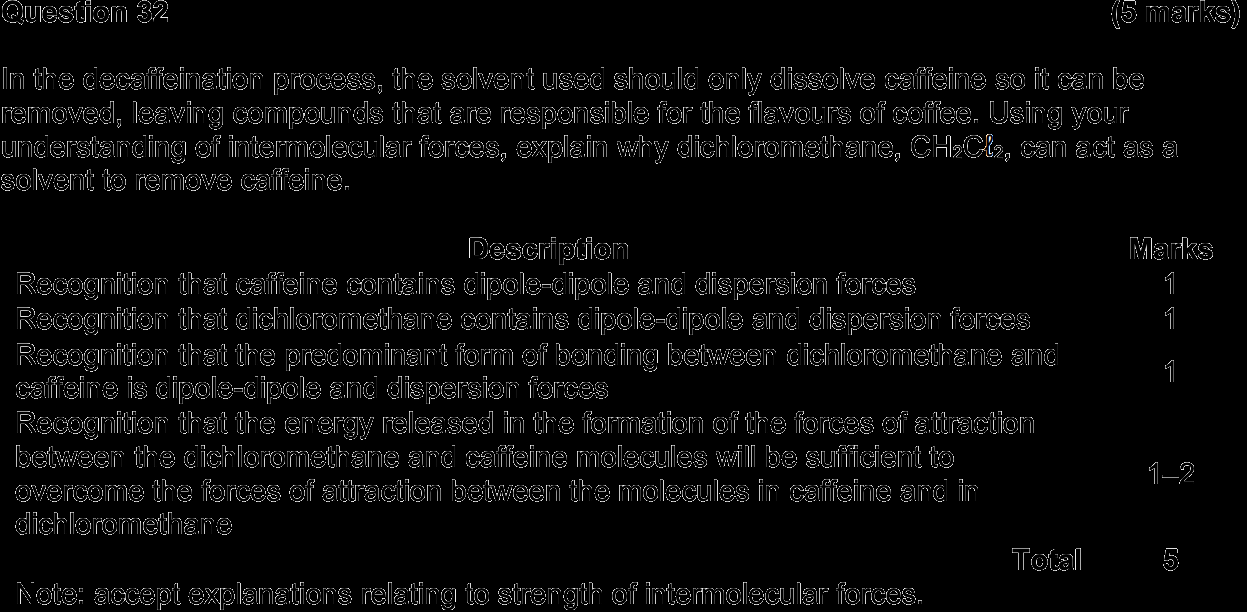 Question 32 (5 marks)
In the decaffeination process, the solvent used should only dissolve caffeine so it can be
removed, leaving compounds that are responsible for the flavours of coffee. Using your
understanding of intermolecular forces, explain why dichloromethane, CH₂Cℓ₂, can act as a
solvent to remove caffeine.
Description Marks
Recognition that caffeine contains dipole-dipole and dispersion forces 1
Recognition that dichloromethane contains dipole-dipole and dispersion forces 1
Recognition that the predominant form of bonding between dichloromethane and
caffeine is dipole-dipole and dispersion forces 1
Recognition that the energy released in the formation of the forces of attraction
between the dichloromethane and caffeine molecules will be sufficient to
overcome the forces of attraction between the molecules in caffeine and in
dichloromethane 1–2
Total 5
Note: accept explanations relating to strength of intermolecular forces.